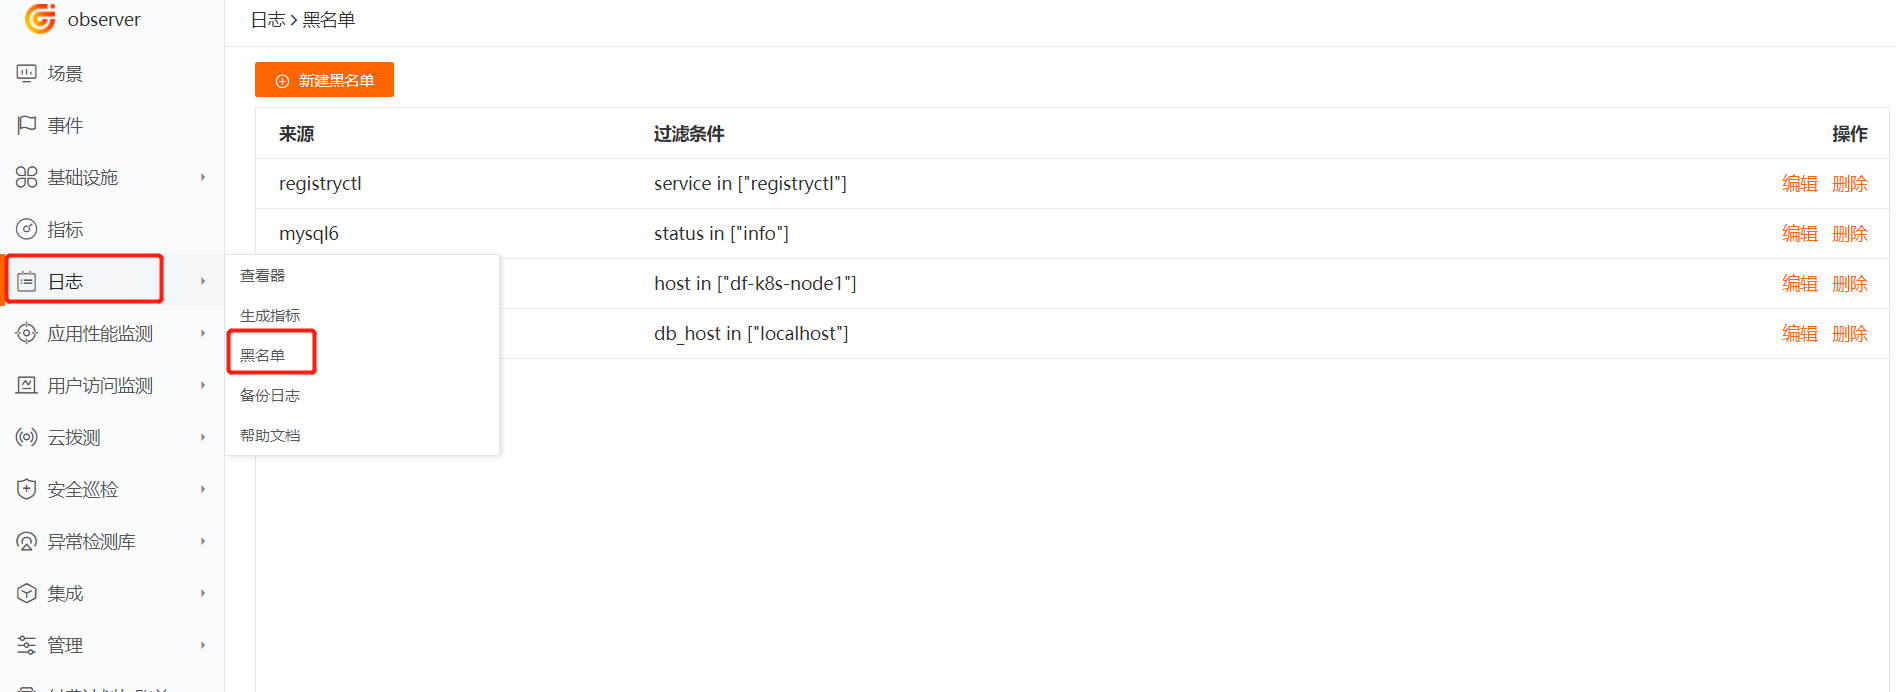 observer
场景
事件
基础设施
指标
日志
应用性能监测
用户访问监测
云拨测
安全巡检
异常检测库
集成
管理
日志 > 黑名单
新建黑名单
来源 过滤条件 操作
registryctl service in ["registryctl"] 编辑 删除
mysql6 status in ["info"] 编辑 删除
host in ["df-k8s-node1"] 编辑 删除
db_host in ["localhost"] 编辑 删除
查看器
生成指标
黑名单
备份日志
帮助文档